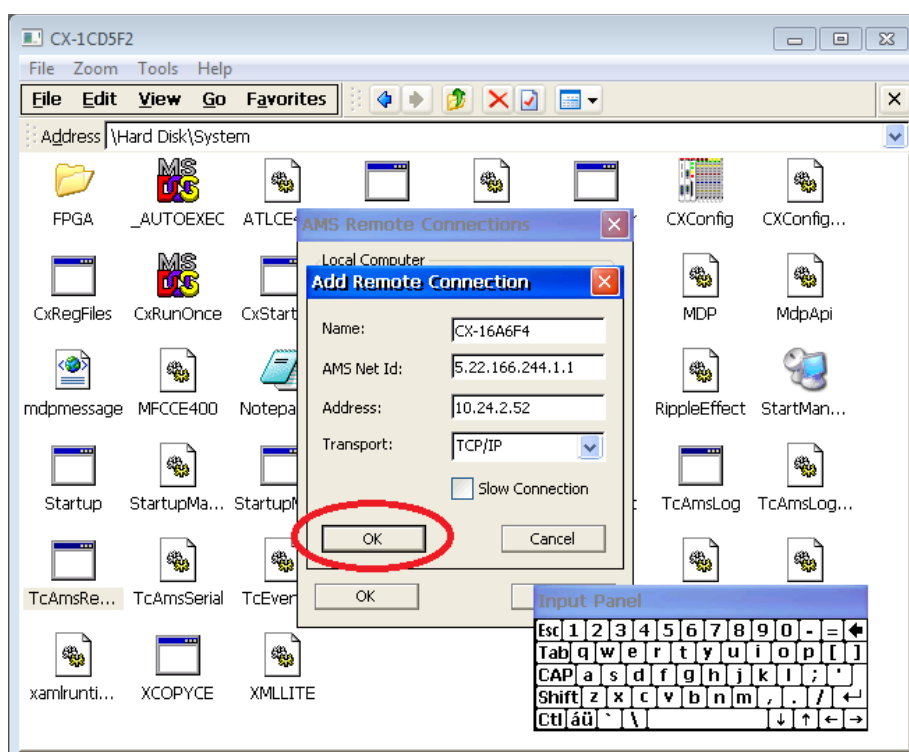 CX-1CD5F2
File Zoom Tools Help
File Edit View Go Favorites
Address \Hard Disk\System
FPGA _AUTOEXEC ATLCE4 CXConfig CXConfig...
AMS Remote Connections
Local Computer
Add Remote Connection
CxRegFiles CxRunOnce CxStart MDP MdpApi
Name: CX-16A6F4
AMS Net Id: 5.22.166.244.1.1
mdpmessage MFCCE400 Notepa RippleEffect StartMan...
Address: 10.24.2.52
Transport: TCP/IP
Slow Connection
Startup StartupMa... Startup TcAmsLog TcAmsLog...
OK Cancel
TcAmsRe... TcAmsSerial TcEven
OK
Input Panel
Esc 1 2 3 4 5 6 7 8 9 0 - =
Tab q w e r t y u i o p [ ]
CAP a s d f g h j k l ; '
Shift z x c v b n m , . /
Ctl áü ` \
xamlrunti... XCOPYCE XMLLITE